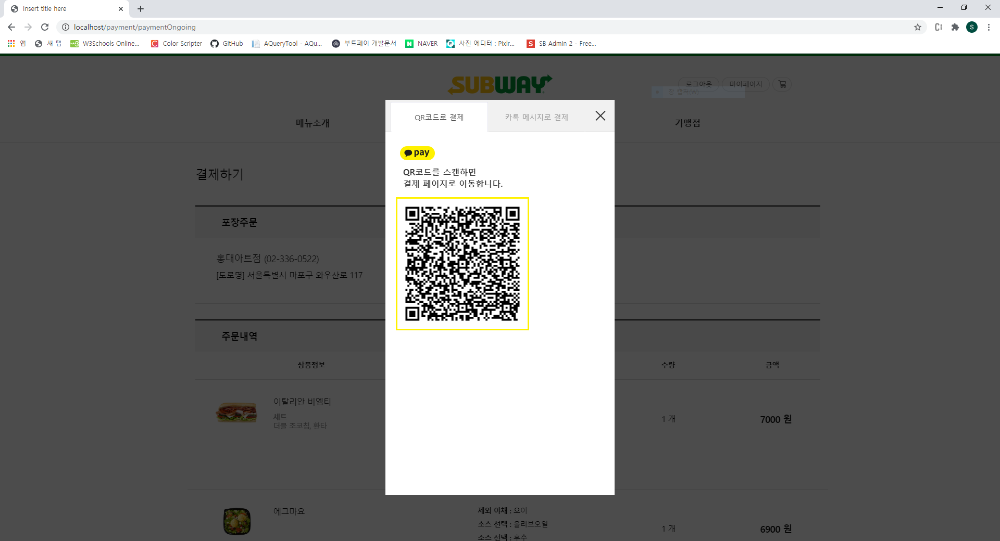 Insert title here
localhost/payment/paymentOngoing
S
앱 새 탭 W3Schools Online... Color Scripter GitHub AQueryTool - AQu... 부트페이 개발문서 NAVER 사진 에디터 : Pixlr... SB Admin 2 - Free...
SUBWAY
로그아웃 마이페이지
창 캡처(W)
메뉴소개 가맹점
QR코드로 결제 카톡 메시지로 결제
pay
QR코드를 스캔하면
결제 페이지로 이동합니다.
결제하기
포장주문
홍대아트점 (02-336-0522)
[도로명] 서울특별시 마포구 와우산로 117
주문내역
상품정보 수량 금액
이탈리안 비엠티
세트
더블 초코칩, 환타
1 개 7000 원
에그마요
제외 야채 : 오이
소스 선택 : 올리브오일
소스 선택 : 후추
1 개 6900 원